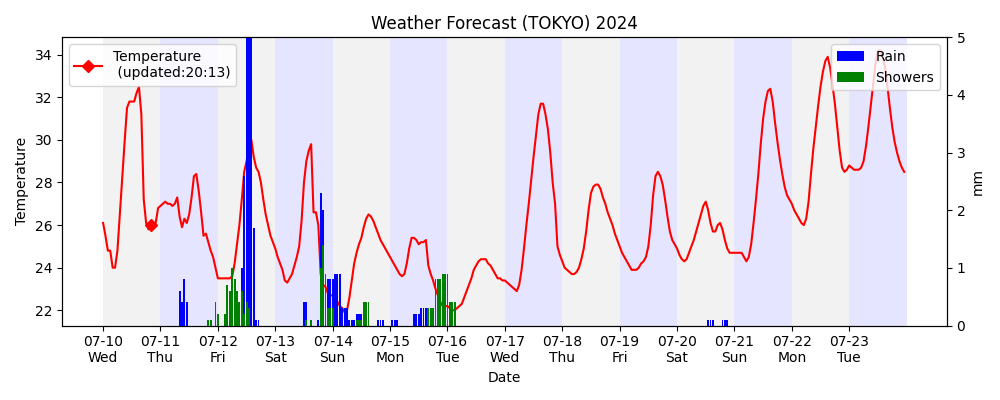 Weather Forecast (TOKYO) 2024
Temperature
(updated:20:13)
Rain
Showers
Temperature
34
32
30
28
26
24
22
5
4
3
2
1
0
mm
07-10 07-11 07-12 07-13 07-14 07-15 07-16 07-17 07-18 07-19 07-20 07-21 07-22 07-23
Wed Thu Fri Sat Sun Mon Tue Wed Thu Fri Sat Sun Mon Tue
Date